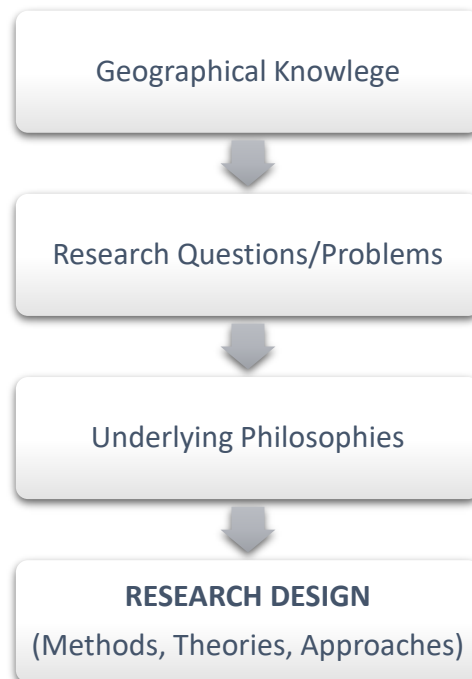 Geographical Knowlege
Research Questions/Problems
Underlying Philosophies
RESEARCH DESIGN
(Methods, Theories, Approaches)